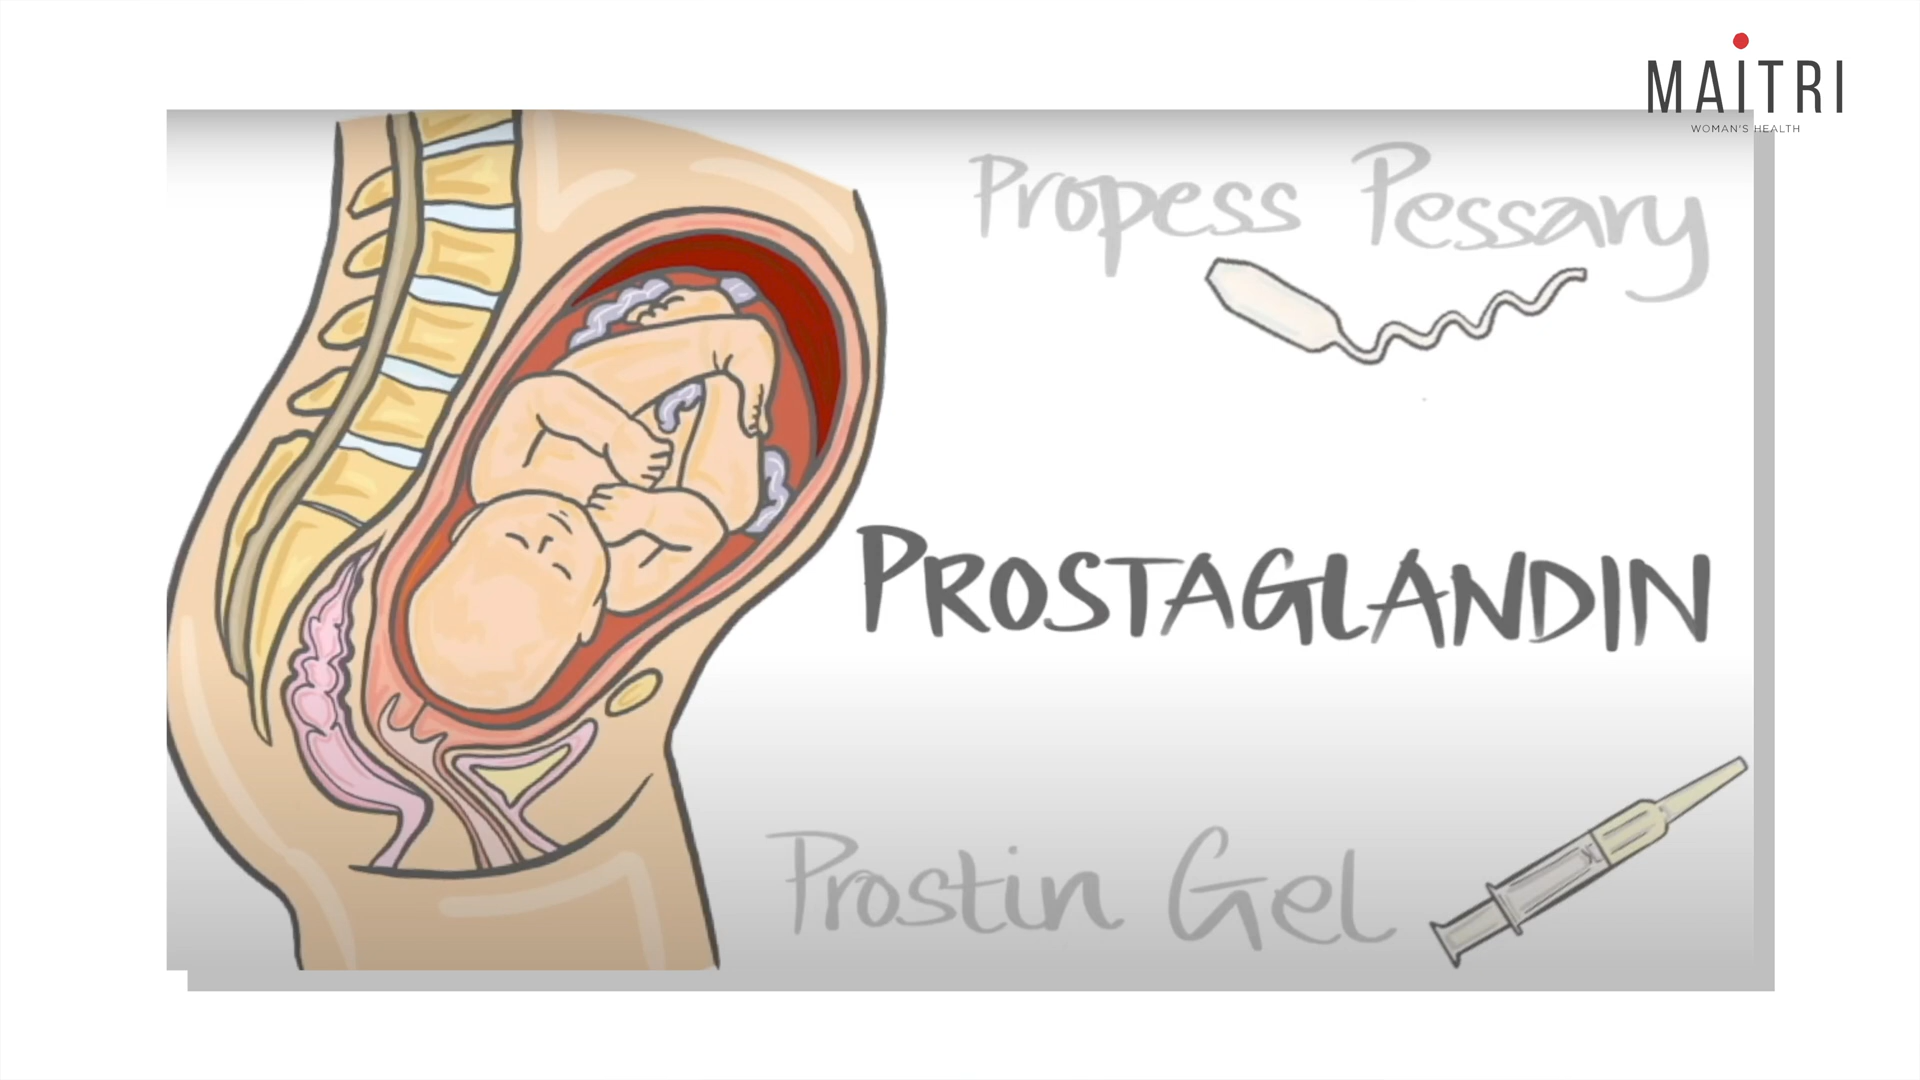 MAITRI
WOMAN'S HEALTH
Propess Pessary
PROSTAGLANDIN
Prostin Gel